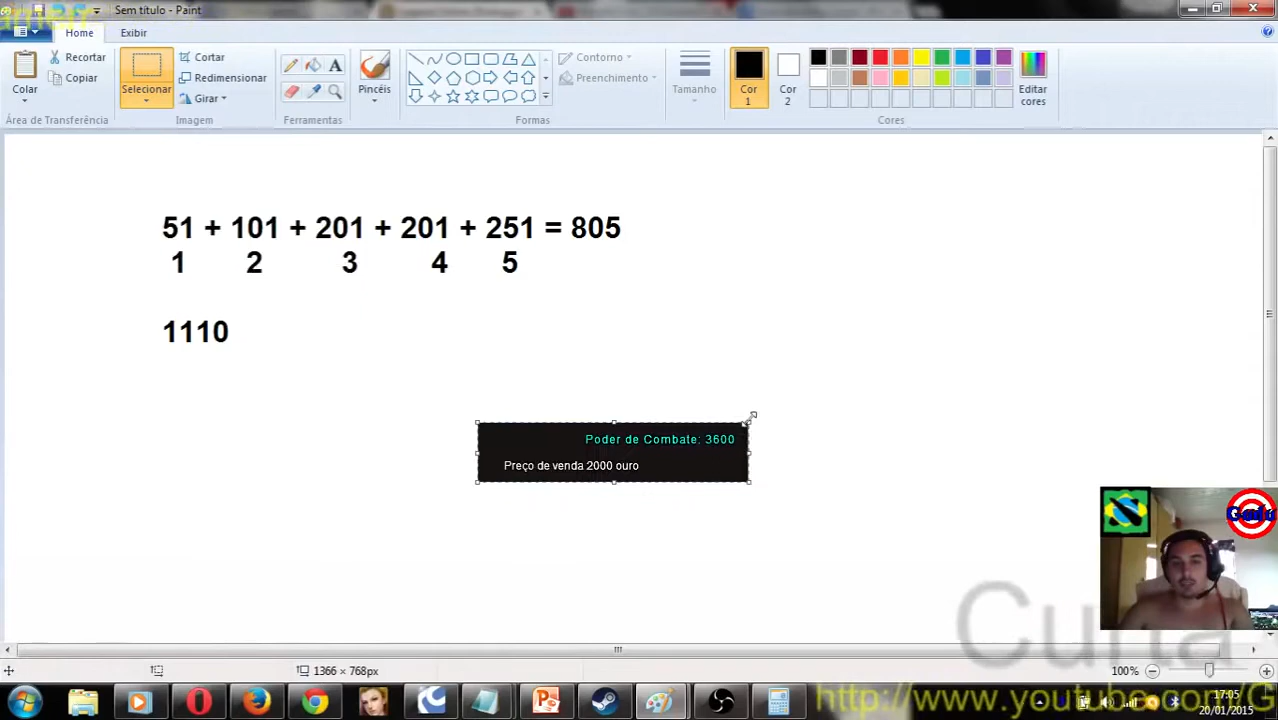 Sem título - Paint
Home
Exibir
Colar
Recortar
Copiar
Área de Transferência
Selecionar
Cortar
Redimensionar
Girar
Imagem
Ferramentas
Pincéis
Contorno
Preenchimento
Formas
Tamanho
Cor 1
Cor 2
Editar cores
Cores
51 + 101 + 201 + 201 + 251 = 805
1 2 3 4 5
1110
Poder de Combate: 3600
Preço de venda 2000 ouro
Curta
1366 × 768px
100%
http://www.youtube.com/G
17:05
20/01/2015